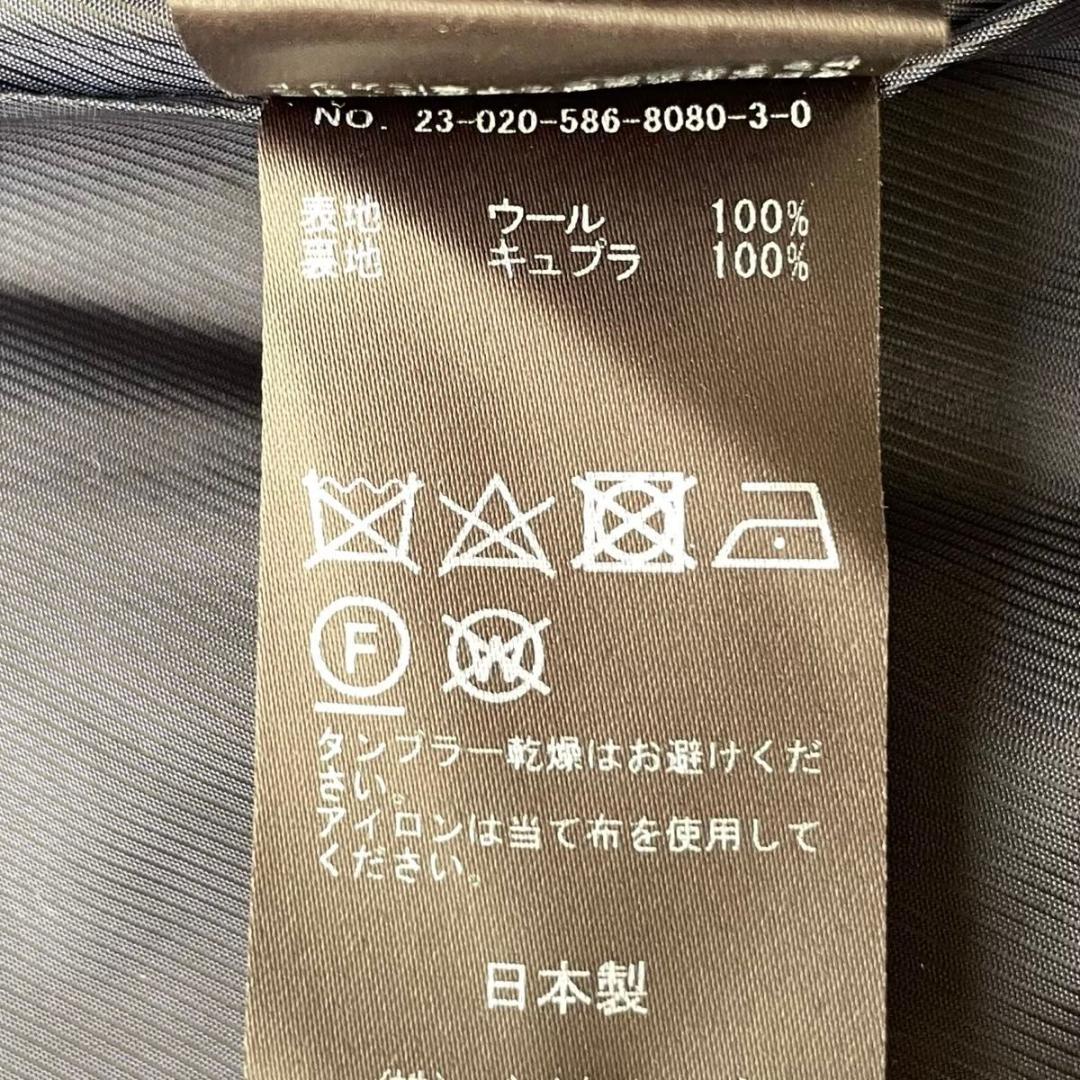 NO. 23-020-586-8080-3-0
表地 ウール 100%
裏地 キュプラ 100%
F
W
タンブラー乾燥はお避けくだ
さい。
アイロンは当て布を使用して
ください。
日本製